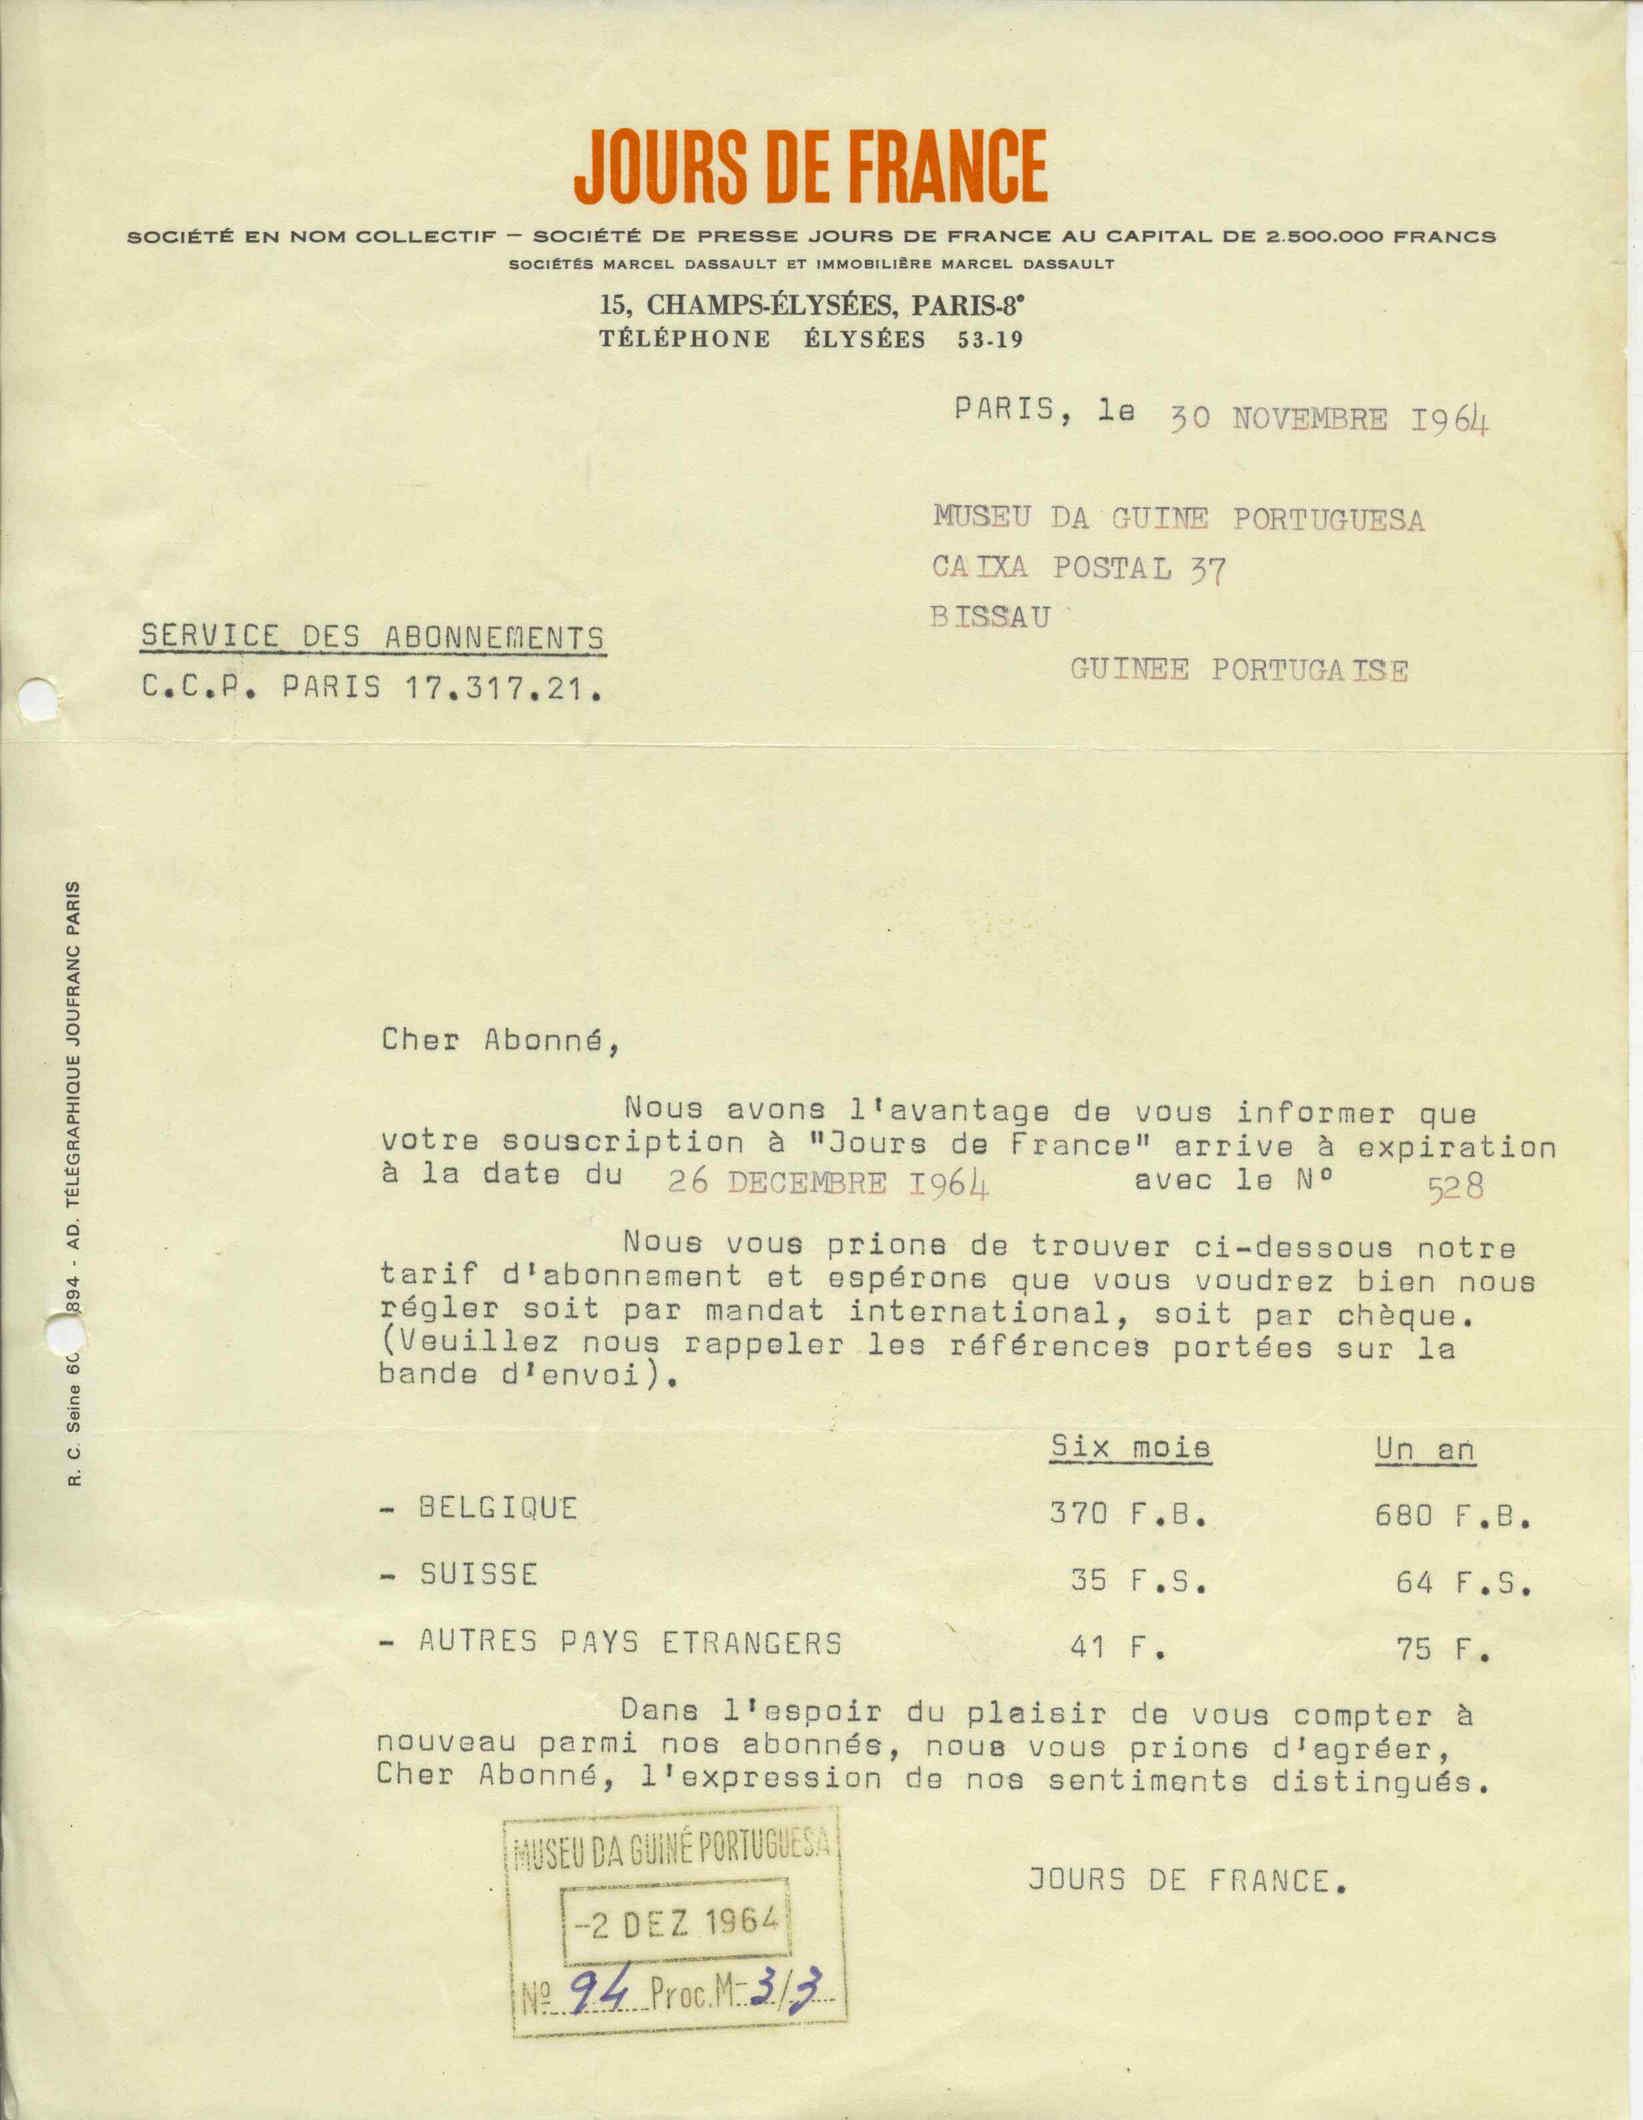 JOURS DE FRANCE
SOCIÉTÉ EN NOM COLLECTIF – SOCIÉTÉ DE PRESSE JOURS DE FRANCE AU CAPITAL DE 2.500.000 FRANCS
SOCIÉTÉS MARCEL DASSAULT ET IMMOBILIÈRE MARCEL DASSAULT
15, CHAMPS-ÉLYSÉES, PARIS-8e
TÉLÉPHONE ÉLYSÉES 53-19
PARIS, le 30 NOVEMBRE I964
MUSEU DA GUINE PORTUGUESA
CAIXA POSTAL 37
BISSAU
GUINEE PORTUGAISE
SERVICE DES ABONNEMENTS
C.C.P. PARIS 17.317.21.
R. C. Seine 60 894 - AD. TÉLÉGRAPHIQUE JOUFRANC PARIS
Cher Abonné,
Nous avons l'avantage de vous informer que
votre souscription à "Jours de France" arrive à expiration
à la date du 26 DECEMBRE I964 avec le Nº 528
Nous vous prions de trouver ci-dessous notre
tarif d'abonnement et espérons que vous voudrez bien nous
régler soit par mandat international, soit par chèque.
(Veuillez nous rappeler les références portées sur la
bande d'envoi).
Six mois Un an
- BELGIQUE 370 F.B. 680 F.B.
- SUISSE 35 F.S. 64 F.S.
- AUTRES PAYS ETRANGERS 41 F. 75 F.
Dans l'espoir du plaisir de vous compter à
nouveau parmi nos abonnés, nous vous prions d'agréer,
Cher Abonné, l'expression de nos sentiments distingués.
JOURS DE FRANCE.
MUSEU DA GUINÉ PORTUGUESA
-2 DEZ 1964
Nº 94 Proc. M-3/3